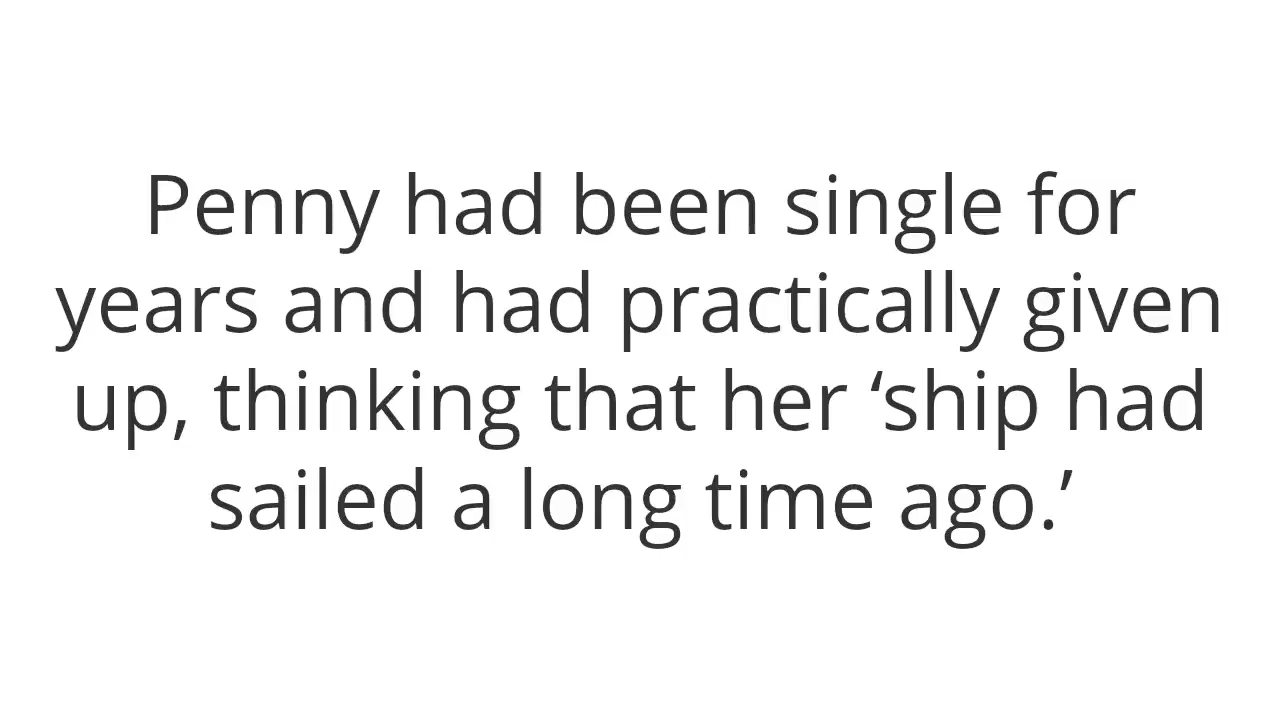 Penny had been single for
years and had practically given
up, thinking that her ‘ship had
sailed a long time ago.’